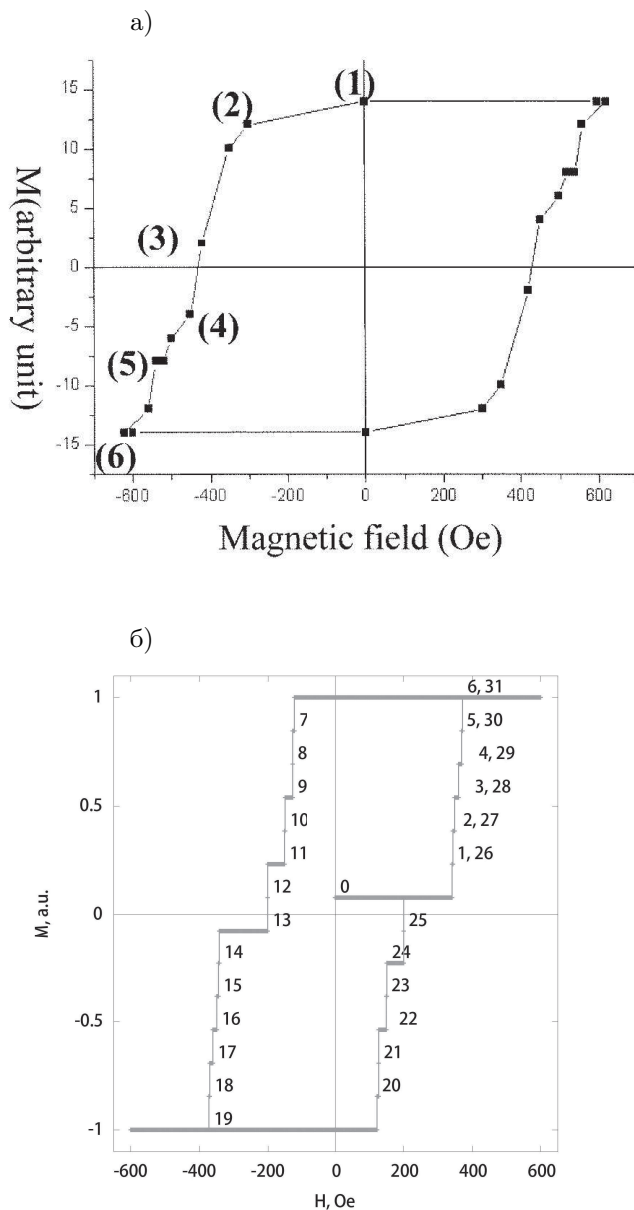 а)
(1)
(2)
(3)
(4)
(5)
(6)
15
10
5
0
-5
-10
-15
M(arbitrary unit)
-600 -400 -200 0 200 400 600
Magnetic field (Oe)
б)
6, 31
7 5, 30
8 4, 29
9 3, 28
10 2, 27
11 1, 26
12 0
13 25
14 24
15 23
16 22
17 21
18 20
19
1
0.5
0
-0.5
-1
M, a.u.
-600 -400 -200 0 200 400 600
H, Oe